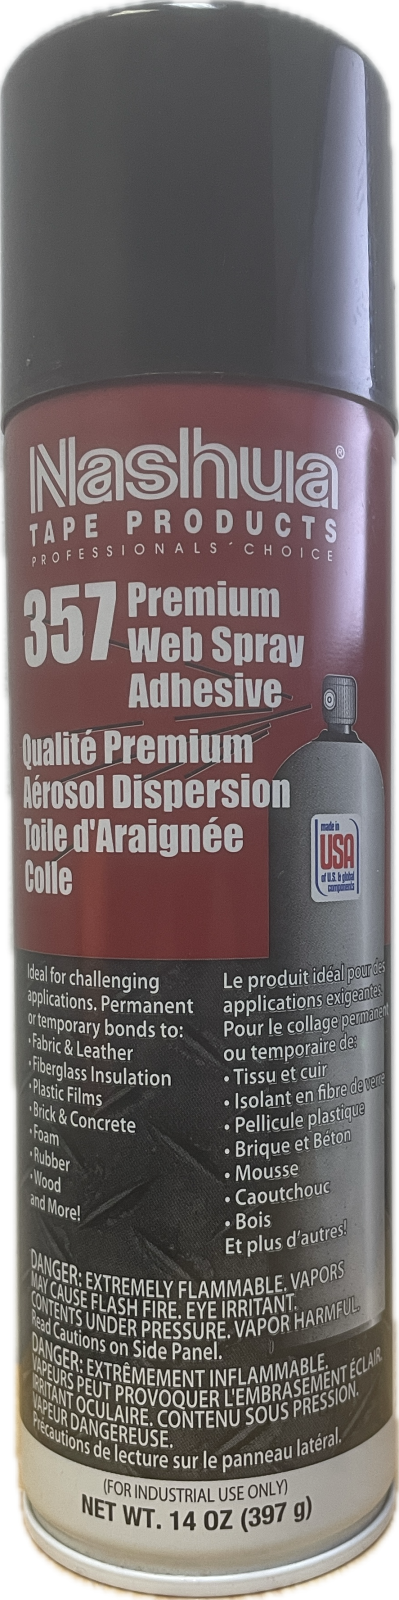 Nashua®
TAPE PRODUCTS
PROFESSIONALS' CHOICE
357 Premium
Web Spray
Adhesive
Qualité Premium
Aérosol Dispersion
Toile d'Araignée
Colle
made in
USA
of U.S. & global
components
Ideal for challenging
applications. Permanent
or temporary bonds to:
• Fabric & Leather
• Fiberglass Insulation
• Plastic Films
• Brick & Concrete
• Foam
• Rubber
• Wood
and More!
Le produit idéal pour des
applications exigeantes.
Pour le collage permanent
ou temporaire de:
• Tissu et cuir
• Isolant en fibre de verre
• Pellicule plastique
• Brique et Béton
• Mousse
• Caoutchouc
• Bois
Et plus d'autres!
DANGER: EXTREMELY FLAMMABLE. VAPORS
MAY CAUSE FLASH FIRE. EYE IRRITANT.
CONTENTS UNDER PRESSURE. VAPOR HARMFUL.
Read Cautions on Side Panel.
DANGER: EXTRÊMEMENT INFLAMMABLE.
VAPEURS PEUT PROVOQUER L'EMBRASEMENT ÉCLAIR.
IRRITANT OCULAIRE. CONTENU SOUS PRESSION.
VAPEUR DANGEREUSE.
Précautions de lecture sur le panneau latéral.
(FOR INDUSTRIAL USE ONLY)
NET WT. 14 OZ (397 g)